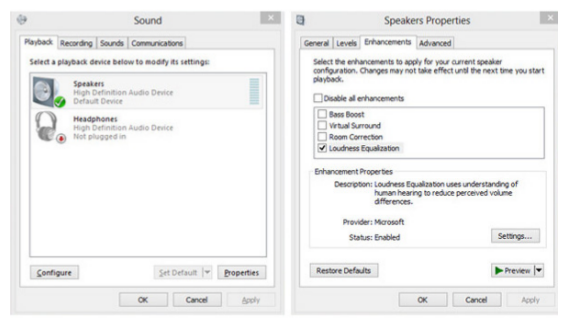 Sound
Playback Recording Sounds Communications
Select a playback device below to modify its settings:
Speakers
High Definition Audio Device
Default Device
Headphones
High Definition Audio Device
Not plugged in
Configure Set Default Properties
OK Cancel Apply
Speakers Properties
General Levels Enhancements Advanced
Select the enhancements to apply for your current speaker
configuration. Changes may not take effect until the next time you start
playback.
Disable all enhancements
Bass Boost
Virtual Surround
Room Correction
Loudness Equalization
Enhancement Properties
Description: Loudness Equalization uses understanding of
human hearing to reduce perceived volume
differences.
Provider: Microsoft
Status: Enabled Settings...
Restore Defaults Preview
OK Cancel Apply